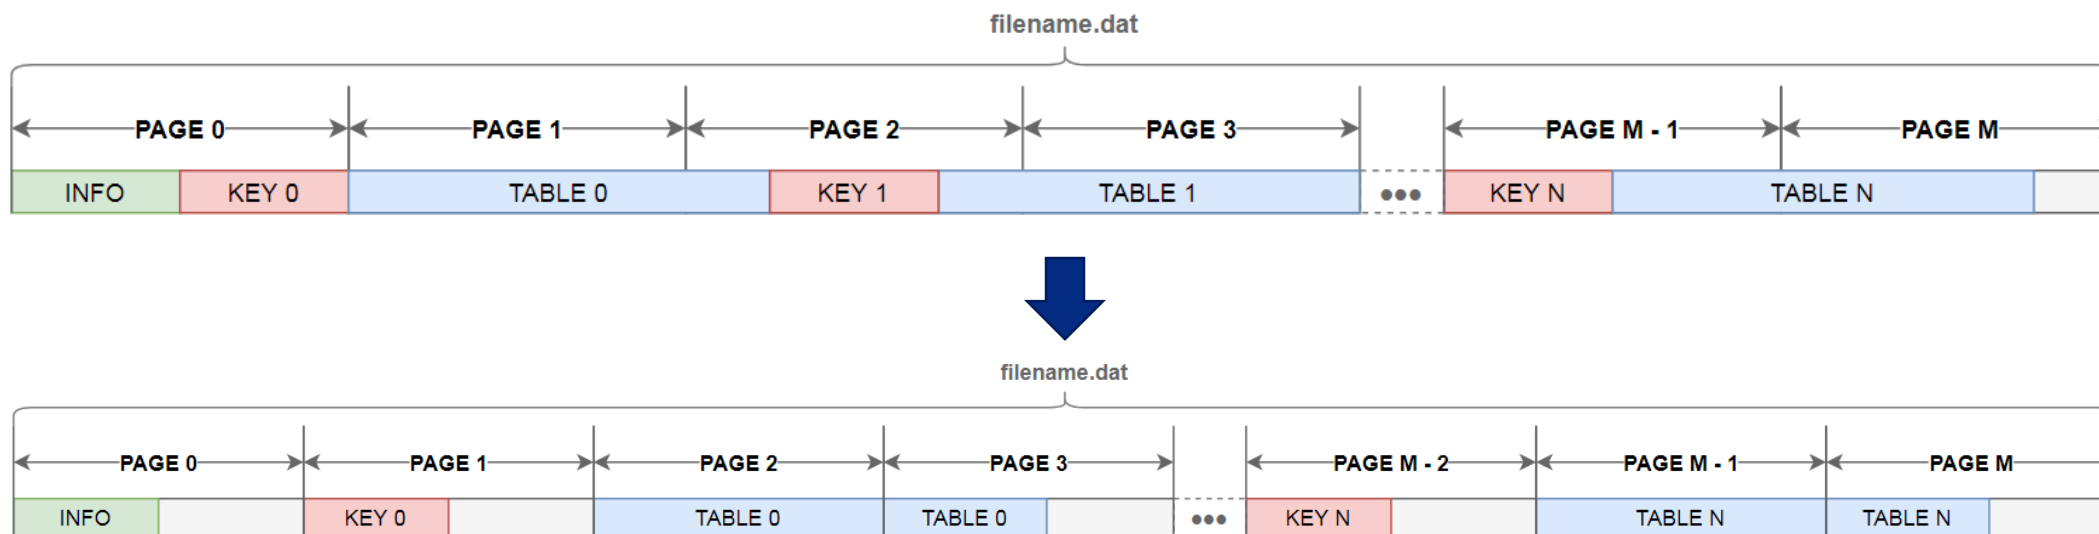 filename.dat
PAGE 0 PAGE 1 PAGE 2 PAGE 3 PAGE M - 1 PAGE M
INFO KEY 0 TABLE 0 KEY 1 TABLE 1 ●●● KEY N TABLE N
filename.dat
PAGE 0 PAGE 1 PAGE 2 PAGE 3 PAGE M - 2 PAGE M - 1 PAGE M
INFO KEY 0 TABLE 0 TABLE 0 ●●● KEY N TABLE N TABLE N